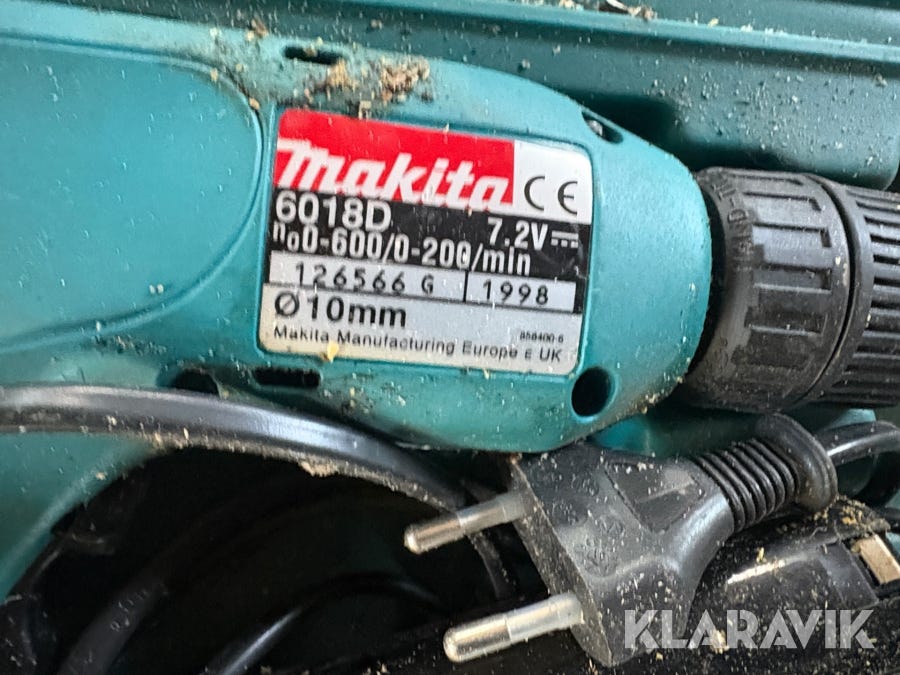 makita CE
6018D 7.2V⎓
n₀0-600/0-200/min
126566 G 1998
Ø10mm 858400-6
Makita Manufacturing Europe E UK
KLARAVIK